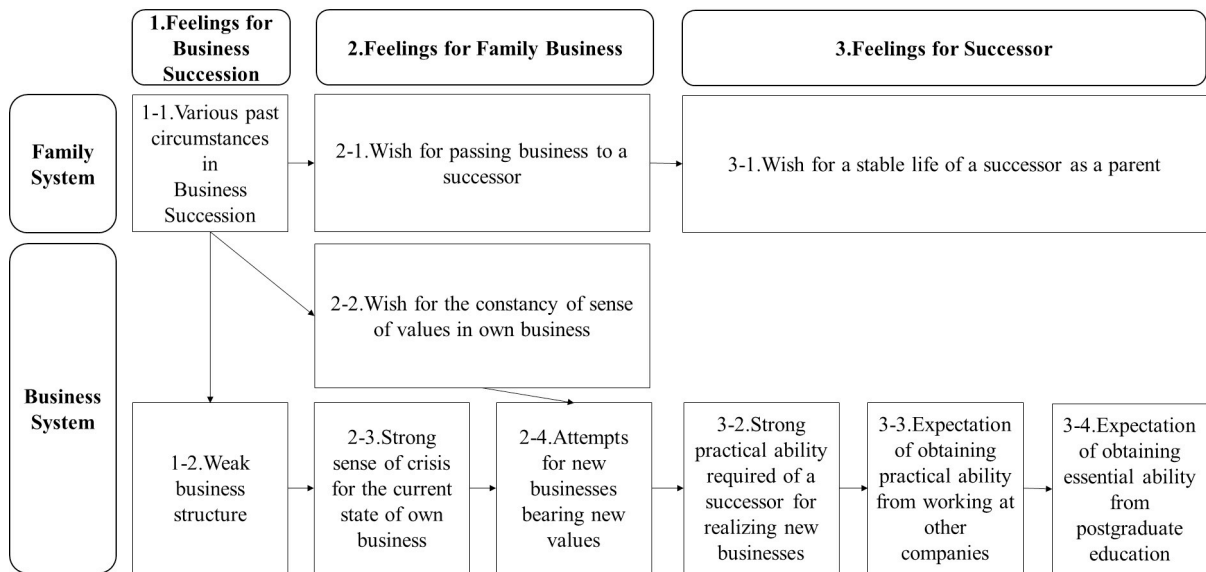 1.Feelings for
Business
Succession
2.Feelings for Family Business
3.Feelings for Successor
Family
System
1-1.Various past
circumstances
in
Business
Succession
2-1.Wish for passing business to a
successor
3-1.Wish for a stable life of a successor as a parent
Business
System
2-2.Wish for the constancy of sense
of values in own business
1-2.Weak
business
structure
2-3.Strong
sense of crisis
for the current
state of own
business
2-4.Attempts
for new
businesses
bearing new
values
3-2.Strong
practical ability
required of a
successor for
realizing new
businesses
3-3.Expectation
of obtaining
practical ability
from working at
other
companies
3-4.Expectation
of obtaining
essential ability
from
postgraduate
education